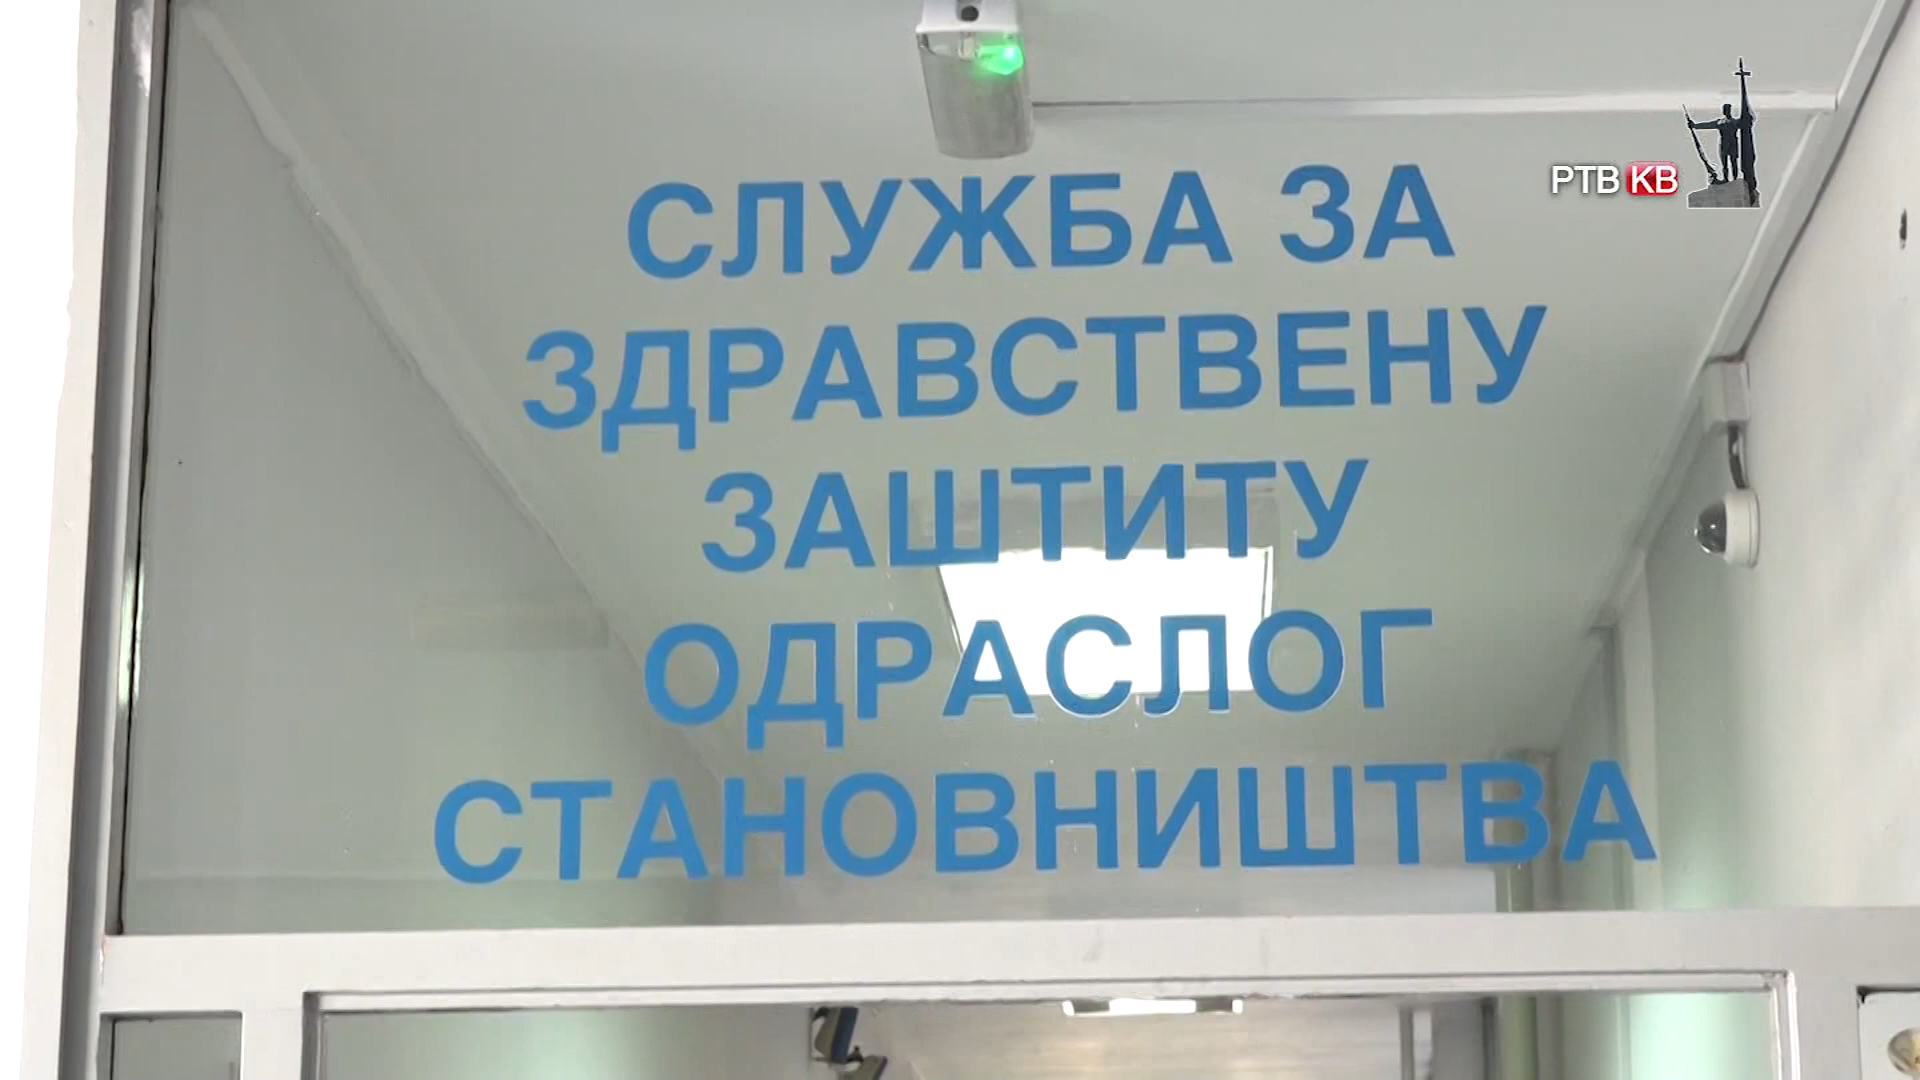 РТВ КВ
СЛУЖБА ЗА
ЗДРАВСТВЕНУ
ЗАШТИТУ
ОДРАСЛОГ
СТАНОВНИШТВА